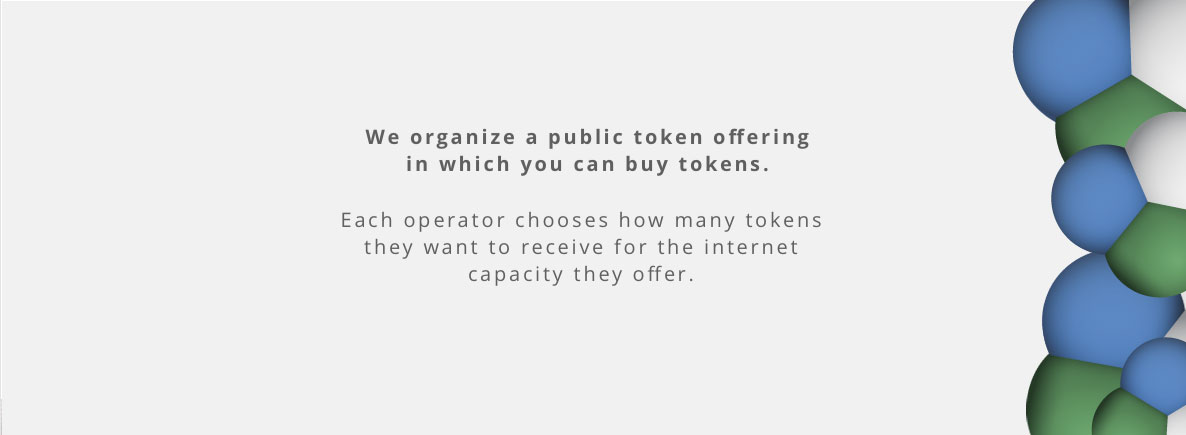 We organize a public token offering
in which you can buy tokens.
Each operator chooses how many tokens
they want to receive for the internet
capacity they offer.